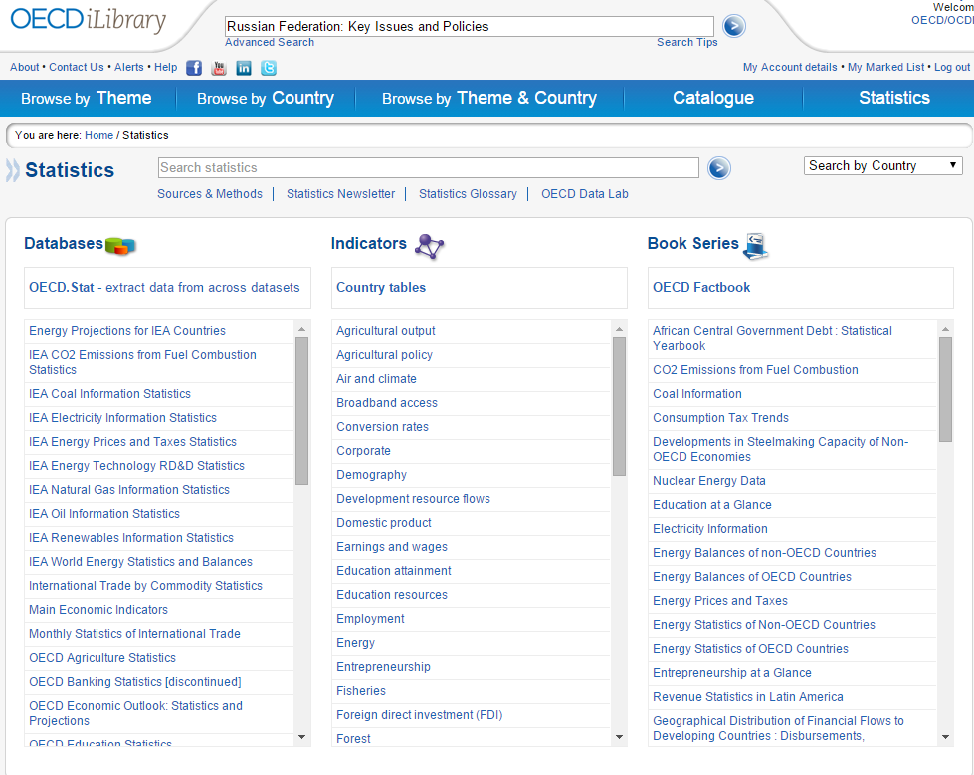 OECDiLibrary
Russian Federation: Key Issues and Policies
Advanced Search
Search Tips
Welcom
OECD/OCD
About • Contact Us • Alerts • Help
My Account details • My Marked List • Log out
Browse by Theme
Browse by Country
Browse by Theme & Country
Catalogue
Statistics
You are here: Home / Statistics
Statistics
Search statistics
Search by Country
Sources & Methods
Statistics Newsletter
Statistics Glossary
OECD Data Lab
Databases
OECD.Stat - extract data from across datasets
Energy Projections for IEA Countries
IEA CO2 Emissions from Fuel Combustion
Statistics
IEA Coal Information Statistics
IEA Electricity Information Statistics
IEA Energy Prices and Taxes Statistics
IEA Energy Technology RD&D Statistics
IEA Natural Gas Information Statistics
IEA Oil Information Statistics
IEA Renewables Information Statistics
IEA World Energy Statistics and Balances
International Trade by Commodity Statistics
Main Economic Indicators
Monthly Statistics of International Trade
OECD Agriculture Statistics
OECD Banking Statistics [discontinued]
OECD Economic Outlook: Statistics and
Projections
OECD Education Statistics
Indicators
Country tables
Agricultural output
Agricultural policy
Air and climate
Broadband access
Conversion rates
Corporate
Demography
Development resource flows
Domestic product
Earnings and wages
Education attainment
Education resources
Employment
Energy
Entrepreneurship
Fisheries
Foreign direct investment (FDI)
Forest
Book Series
OECD Factbook
African Central Government Debt : Statistical
Yearbook
CO2 Emissions from Fuel Combustion
Coal Information
Consumption Tax Trends
Developments in Steelmaking Capacity of Non-
OECD Economies
Nuclear Energy Data
Education at a Glance
Electricity Information
Energy Balances of non-OECD Countries
Energy Balances of OECD Countries
Energy Prices and Taxes
Energy Statistics of Non-OECD Countries
Energy Statistics of OECD Countries
Entrepreneurship at a Glance
Revenue Statistics in Latin America
Geographical Distribution of Financial Flows to
Developing Countries : Disbursements,